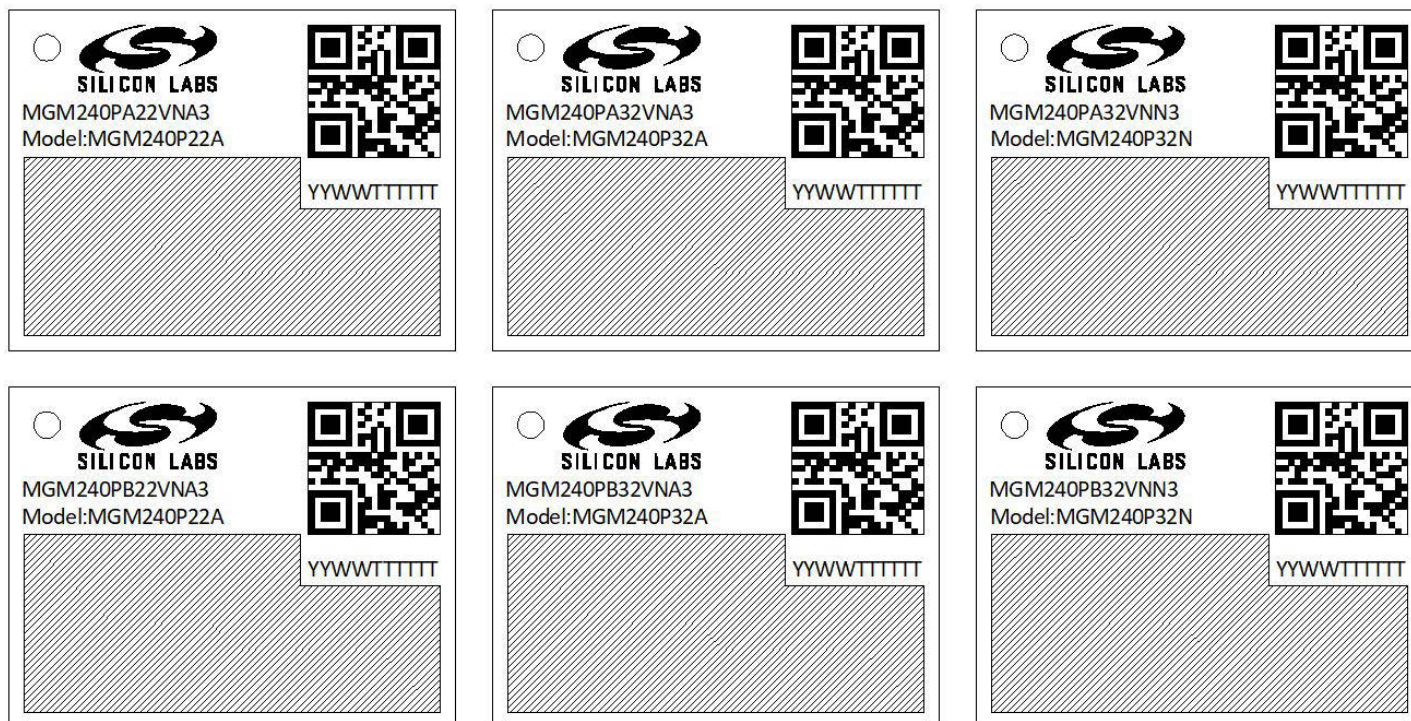 SILICON LABS
MGM240PA22VNA3
Model:MGM240P22A
YYWWTTTTTT
SILICON LABS
MGM240PA32VNA3
Model:MGM240P32A
YYWWTTTTTT
SILICON LABS
MGM240PA32VNN3
Model:MGM240P32N
YYWWTTTTTT
SILICON LABS
MGM240PB22VNA3
Model:MGM240P22A
YYWWTTTTTT
SILICON LABS
MGM240PB32VNA3
Model:MGM240P32A
YYWWTTTTTT
SILICON LABS
MGM240PB32VNN3
Model:MGM240P32N
YYWWTTTTTT